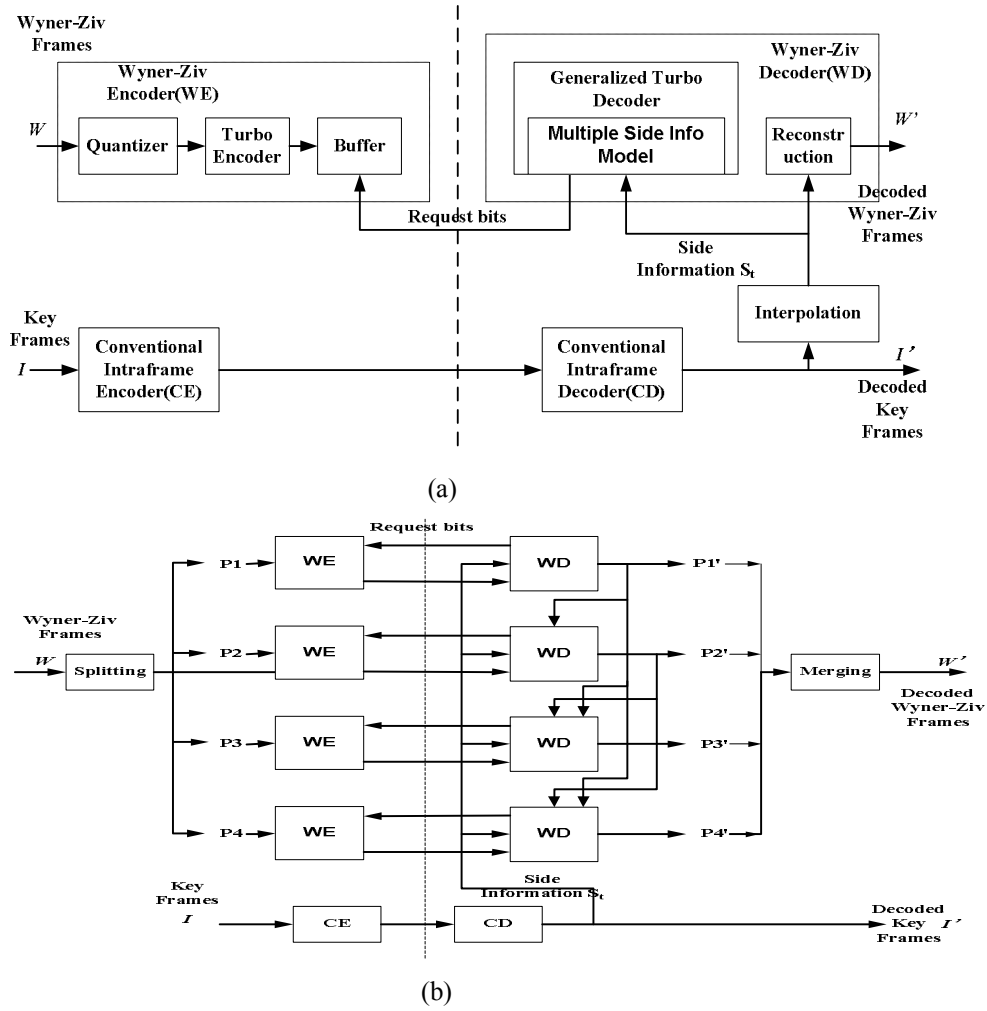 Wyner-Ziv
Frames
Wyner-Ziv
Encoder(WE)
W
Quantizer
Turbo
Encoder
Buffer
Wyner-Ziv
Decoder(WD)
Generalized Turbo
Decoder
Multiple Side Info
Model
Reconstr
uction
W'
Decoded
Wyner-Ziv
Frames
Request bits
Side
Information St
Interpolation
Key
Frames
I
Conventional
Intraframe
Encoder(CE)
Conventional
Intraframe
Decoder(CD)
I'
Decoded
Key
Frames
(a)
Request bits
Wyner-Ziv
Frames
W
Splitting
P1
WE
WD
P1'
P2
WE
WD
P2'
P3
WE
WD
P3'
P4
WE
WD
P4'
Merging
W'
Decoded
Wyner-Ziv
Frames
Side
Information St
Key
Frames
I
CE
CD
Decoded
Key I'
Frames
(b)